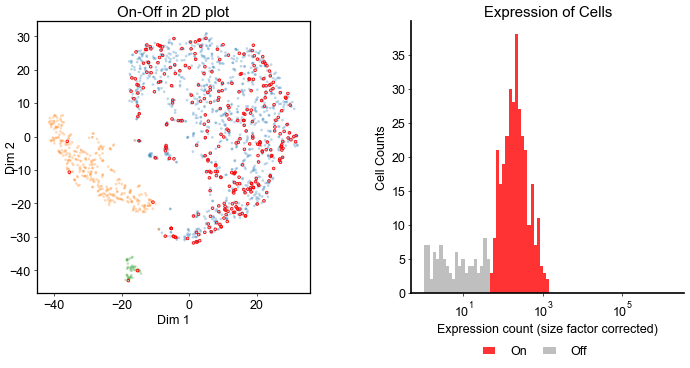 On-Off in 2D plot
30
20
10
0
−10
−20
−30
−40
Dim 2
−40 −20 0 20
Dim 1
Expression of Cells
35
30
25
20
15
10
5
0
Cell Counts
10^1 10^3 10^5
Expression count (size factor corrected)
On Off